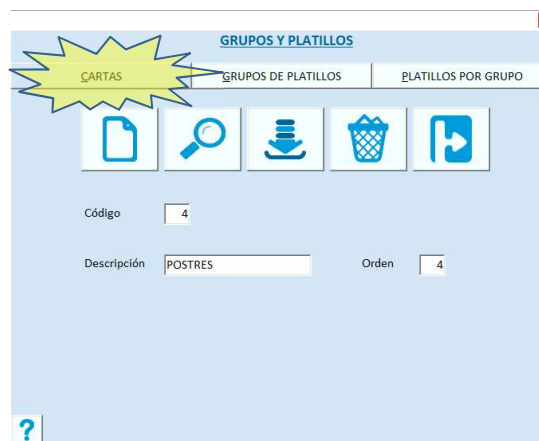 GRUPOS Y PLATILLOS
CARTAS GRUPOS DE PLATILLOS PLATILLOS POR GRUPO
Código 4
Descripción POSTRES Orden 4
?